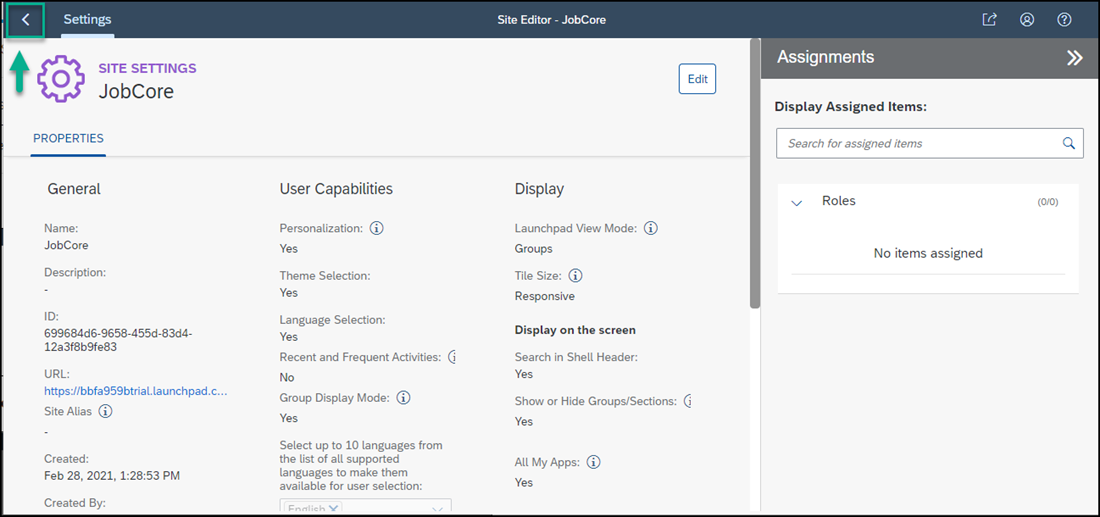 Settings
Site Editor - JobCore
SITE SETTINGS
JobCore
Edit
PROPERTIES
General
Name:
JobCore
Description:
-
ID:
699684d6-9658-455d-83d4-
12a3f8b9fe83
URL:
https://bbfa959btrial.launchpad.c...
Site Alias
-
Created:
Feb 28, 2021, 1:28:53 PM
Created By:
User Capabilities
Personalization:
Yes
Theme Selection:
Yes
Language Selection:
Yes
Recent and Frequent Activities:
No
Group Display Mode:
Yes
Select up to 10 languages from
the list of all supported
languages to make them
available for user selection:
English
Display
Launchpad View Mode:
Groups
Tile Size:
Responsive
Display on the screen
Search in Shell Header:
Yes
Show or Hide Groups/Sections:
Yes
All My Apps:
Yes
Assignments
Display Assigned Items:
Search for assigned items
Roles
(0/0)
No items assigned